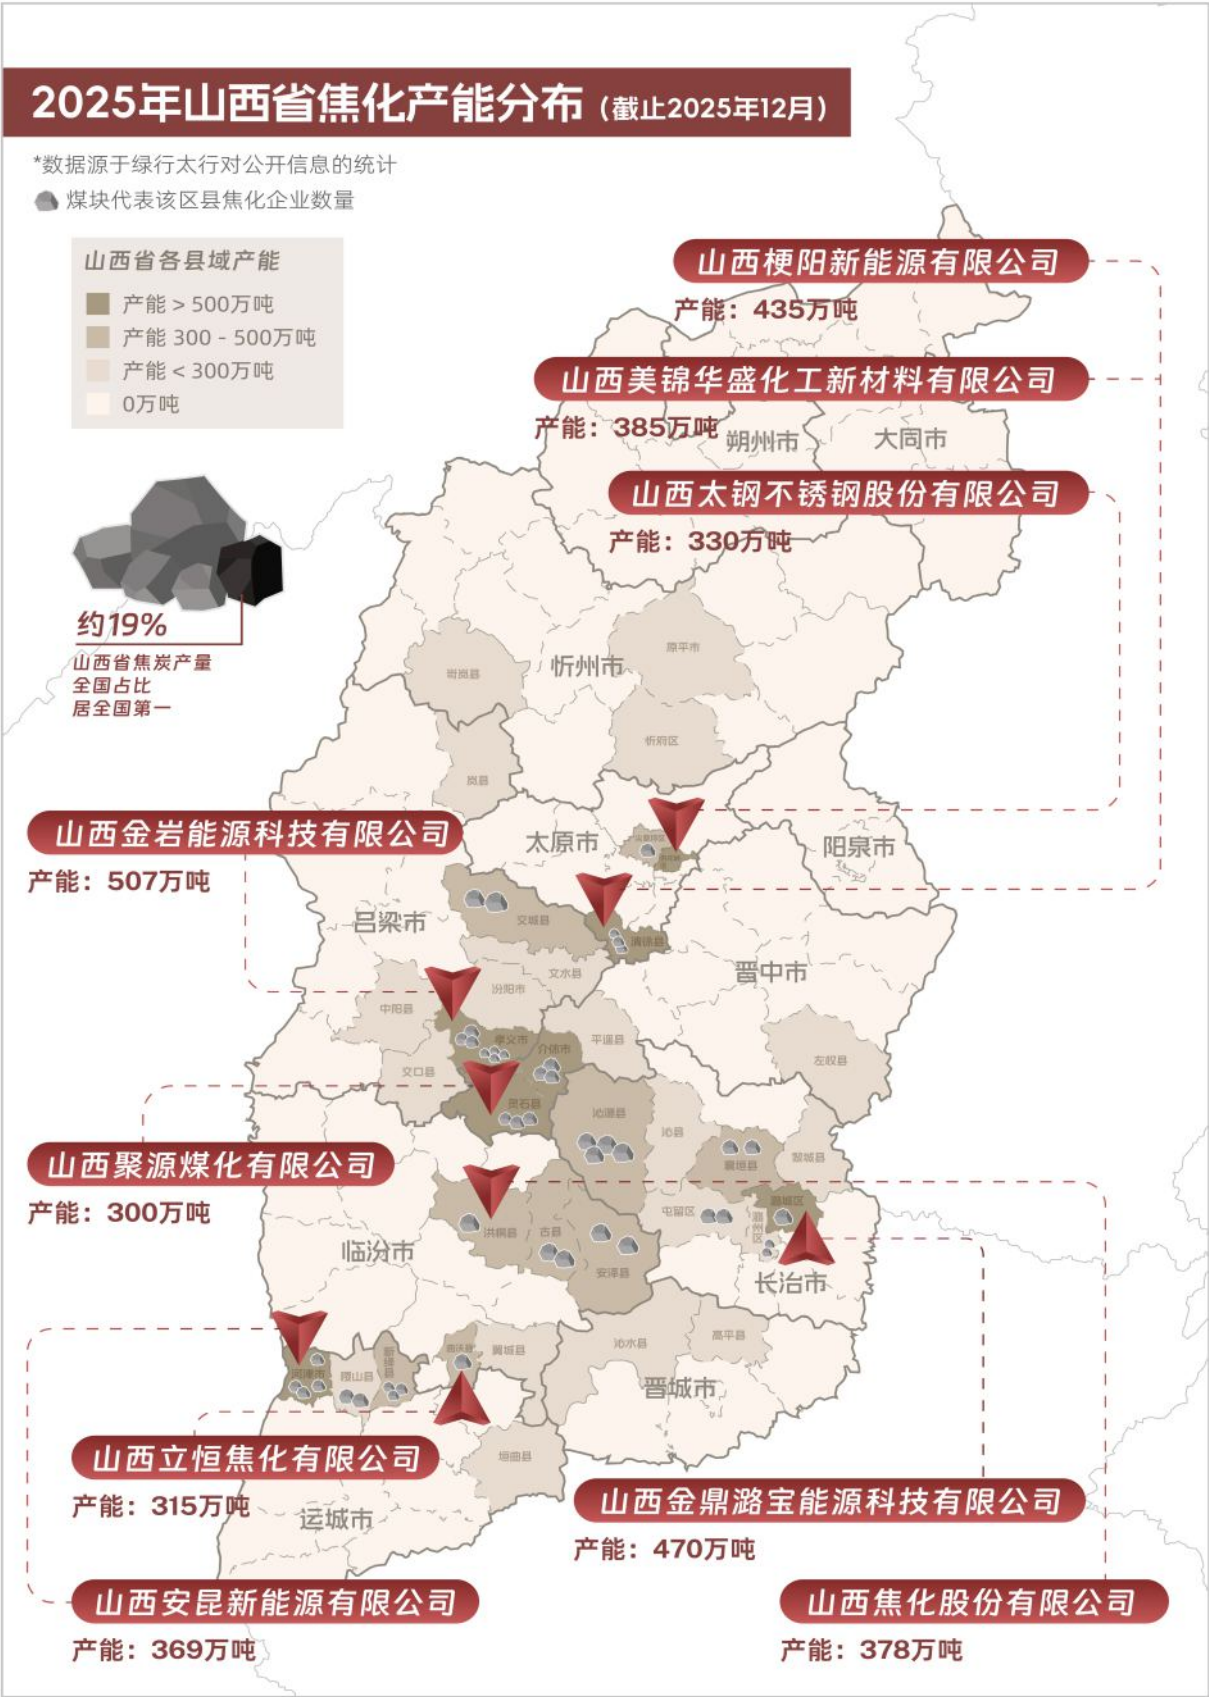 2025年山西省焦化产能分布（截止2025年12月）
*数据源于绿行太行对公开信息的统计
煤块代表该区县焦化企业数量
山西省各县域产能
产能 > 500万吨
产能 300 - 500万吨
产能 < 300万吨
0万吨
山西梗阳新能源有限公司
产能：435万吨
山西美锦华盛化工新材料有限公司
产能：385万吨
朔州市
大同市
山西太钢不锈钢股份有限公司
产能：330万吨
约19%
山西省焦炭产量
全国占比
居全国第一
岢岚县
忻州市
原平市
忻府区
岚县
山西金岩能源科技有限公司
产能：507万吨
太原市
阳泉市
吕梁市
交城县
清徐县
晋中市
文水县
汾阳市
中阳县
孝义市
介休市
平遥县
左权县
交口县
灵石县
沁源县
沁县
襄垣县
黎城县
山西聚源煤化有限公司
产能：300万吨
洪桐县
古县
安泽县
屯留区
潞州区
潞城区
临汾市
长治市
河津市
稷山县
新绛县
曲沃县
翼城县
沁水县
高平县
晋城市
垣曲县
山西立恒焦化有限公司
产能：315万吨
运城市
山西金鼎潞宝能源科技有限公司
产能：470万吨
山西安昆新能源有限公司
产能：369万吨
山西焦化股份有限公司
产能：378万吨